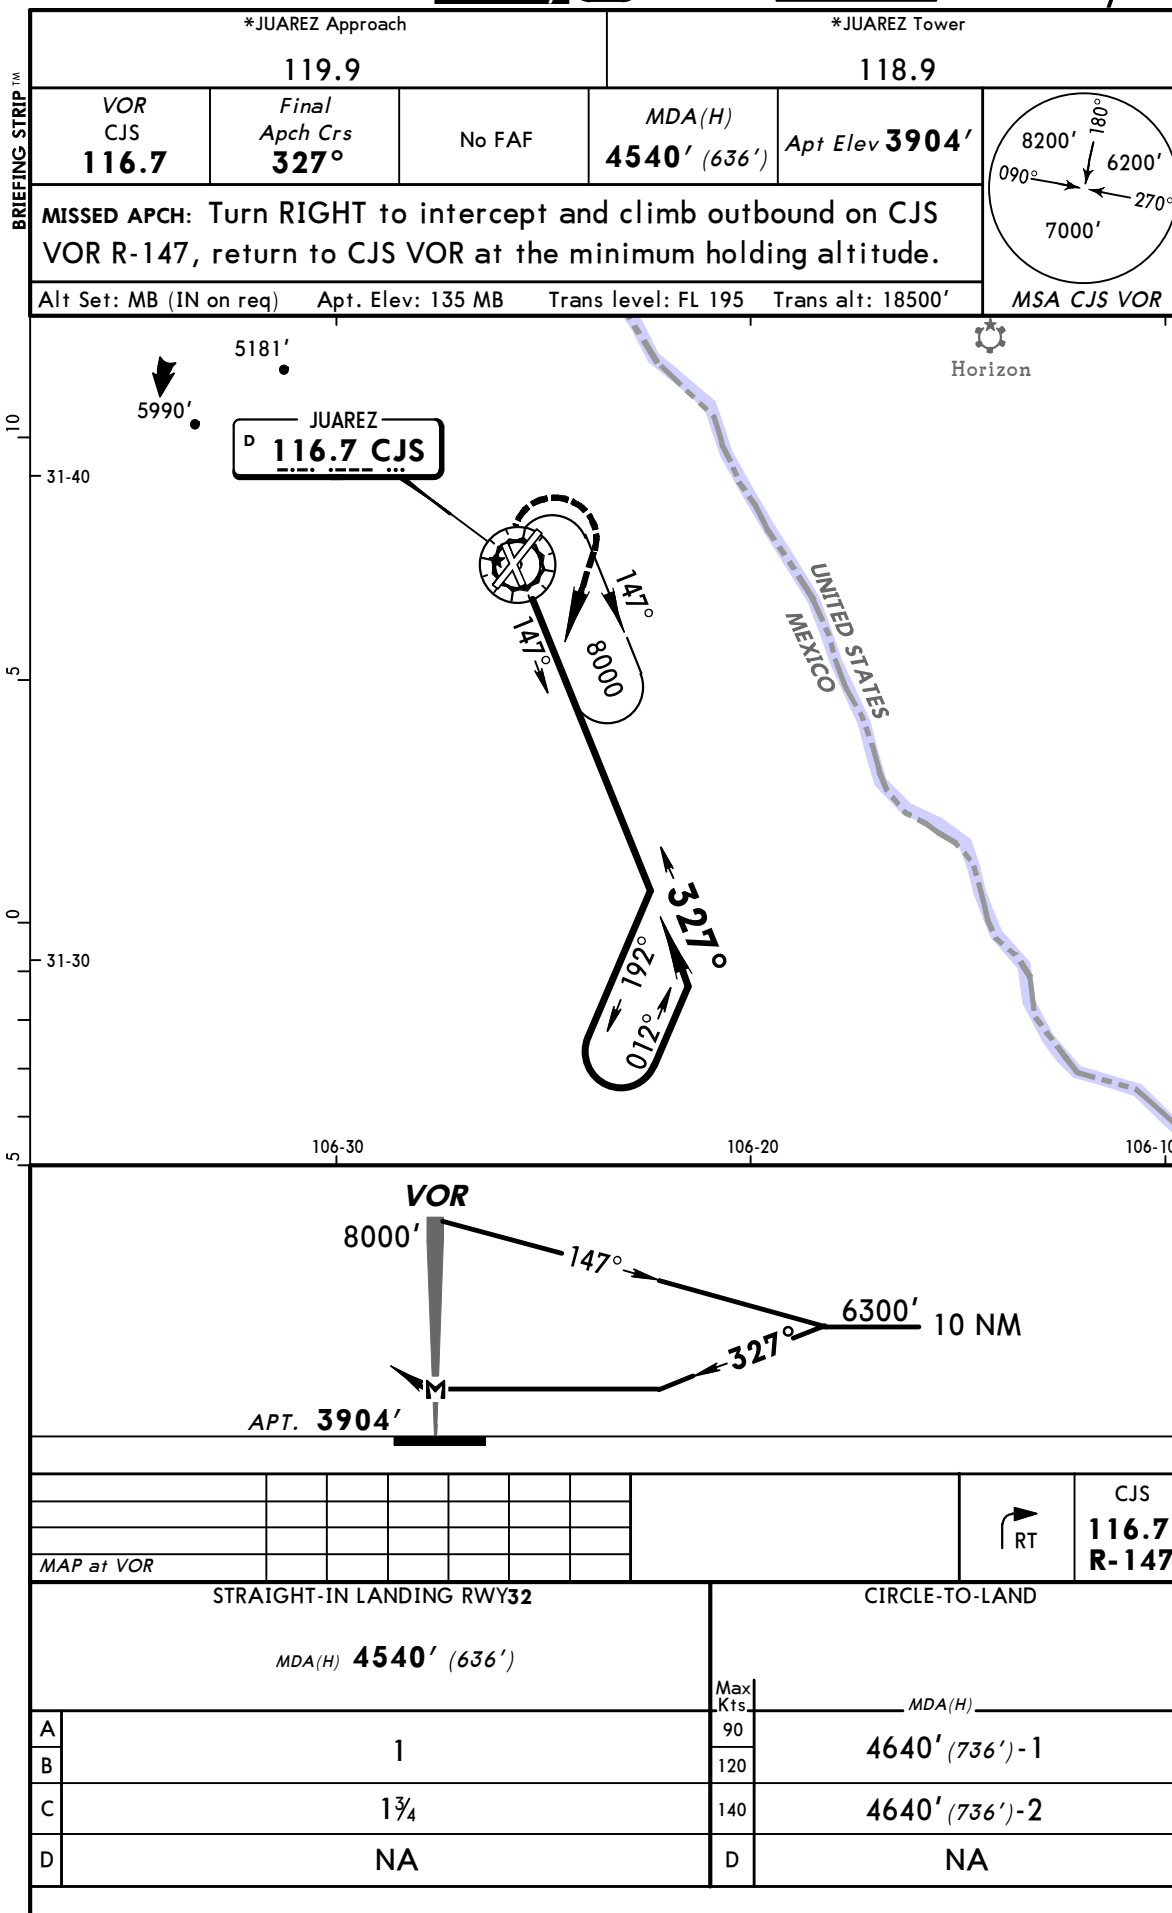 *JUAREZ Approach
119.9
*JUAREZ Tower
118.9
BRIEFING STRIP™
VOR
CJS
116.7
Final
Apch Crs
327°
No FAF
MDA(H)
4540' (636')
Apt Elev 3904'
MISSED APCH: Turn RIGHT to intercept and climb outbound on CJS
VOR R-147, return to CJS VOR at the minimum holding altitude.
Alt Set: MB (IN on req) Apt. Elev: 135 MB Trans level: FL 195 Trans alt: 18500'
8200'
180°
6200'
090°
270°
7000'
MSA CJS VOR
5181'
5990'
Horizon
JUAREZ
D 116.7 CJS
10
31-40
147°
147°
8000
UNITED STATES
MEXICO
5
0
31-30
327°
192°
012°
5
106-30
106-20
106-10
VOR
8000'
147°
6300'
10 NM
327°
M
APT. 3904'
MAP at VOR
RT
CJS
116.7
R-147
STRAIGHT-IN LANDING RWY32
CIRCLE-TO-LAND
MDA(H) 4540' (636')
Max
Kts
MDA(H)
A
B
1
90
120
4640' (736')-1
C
1¾
140
4640' (736')-2
D
NA
D
NA